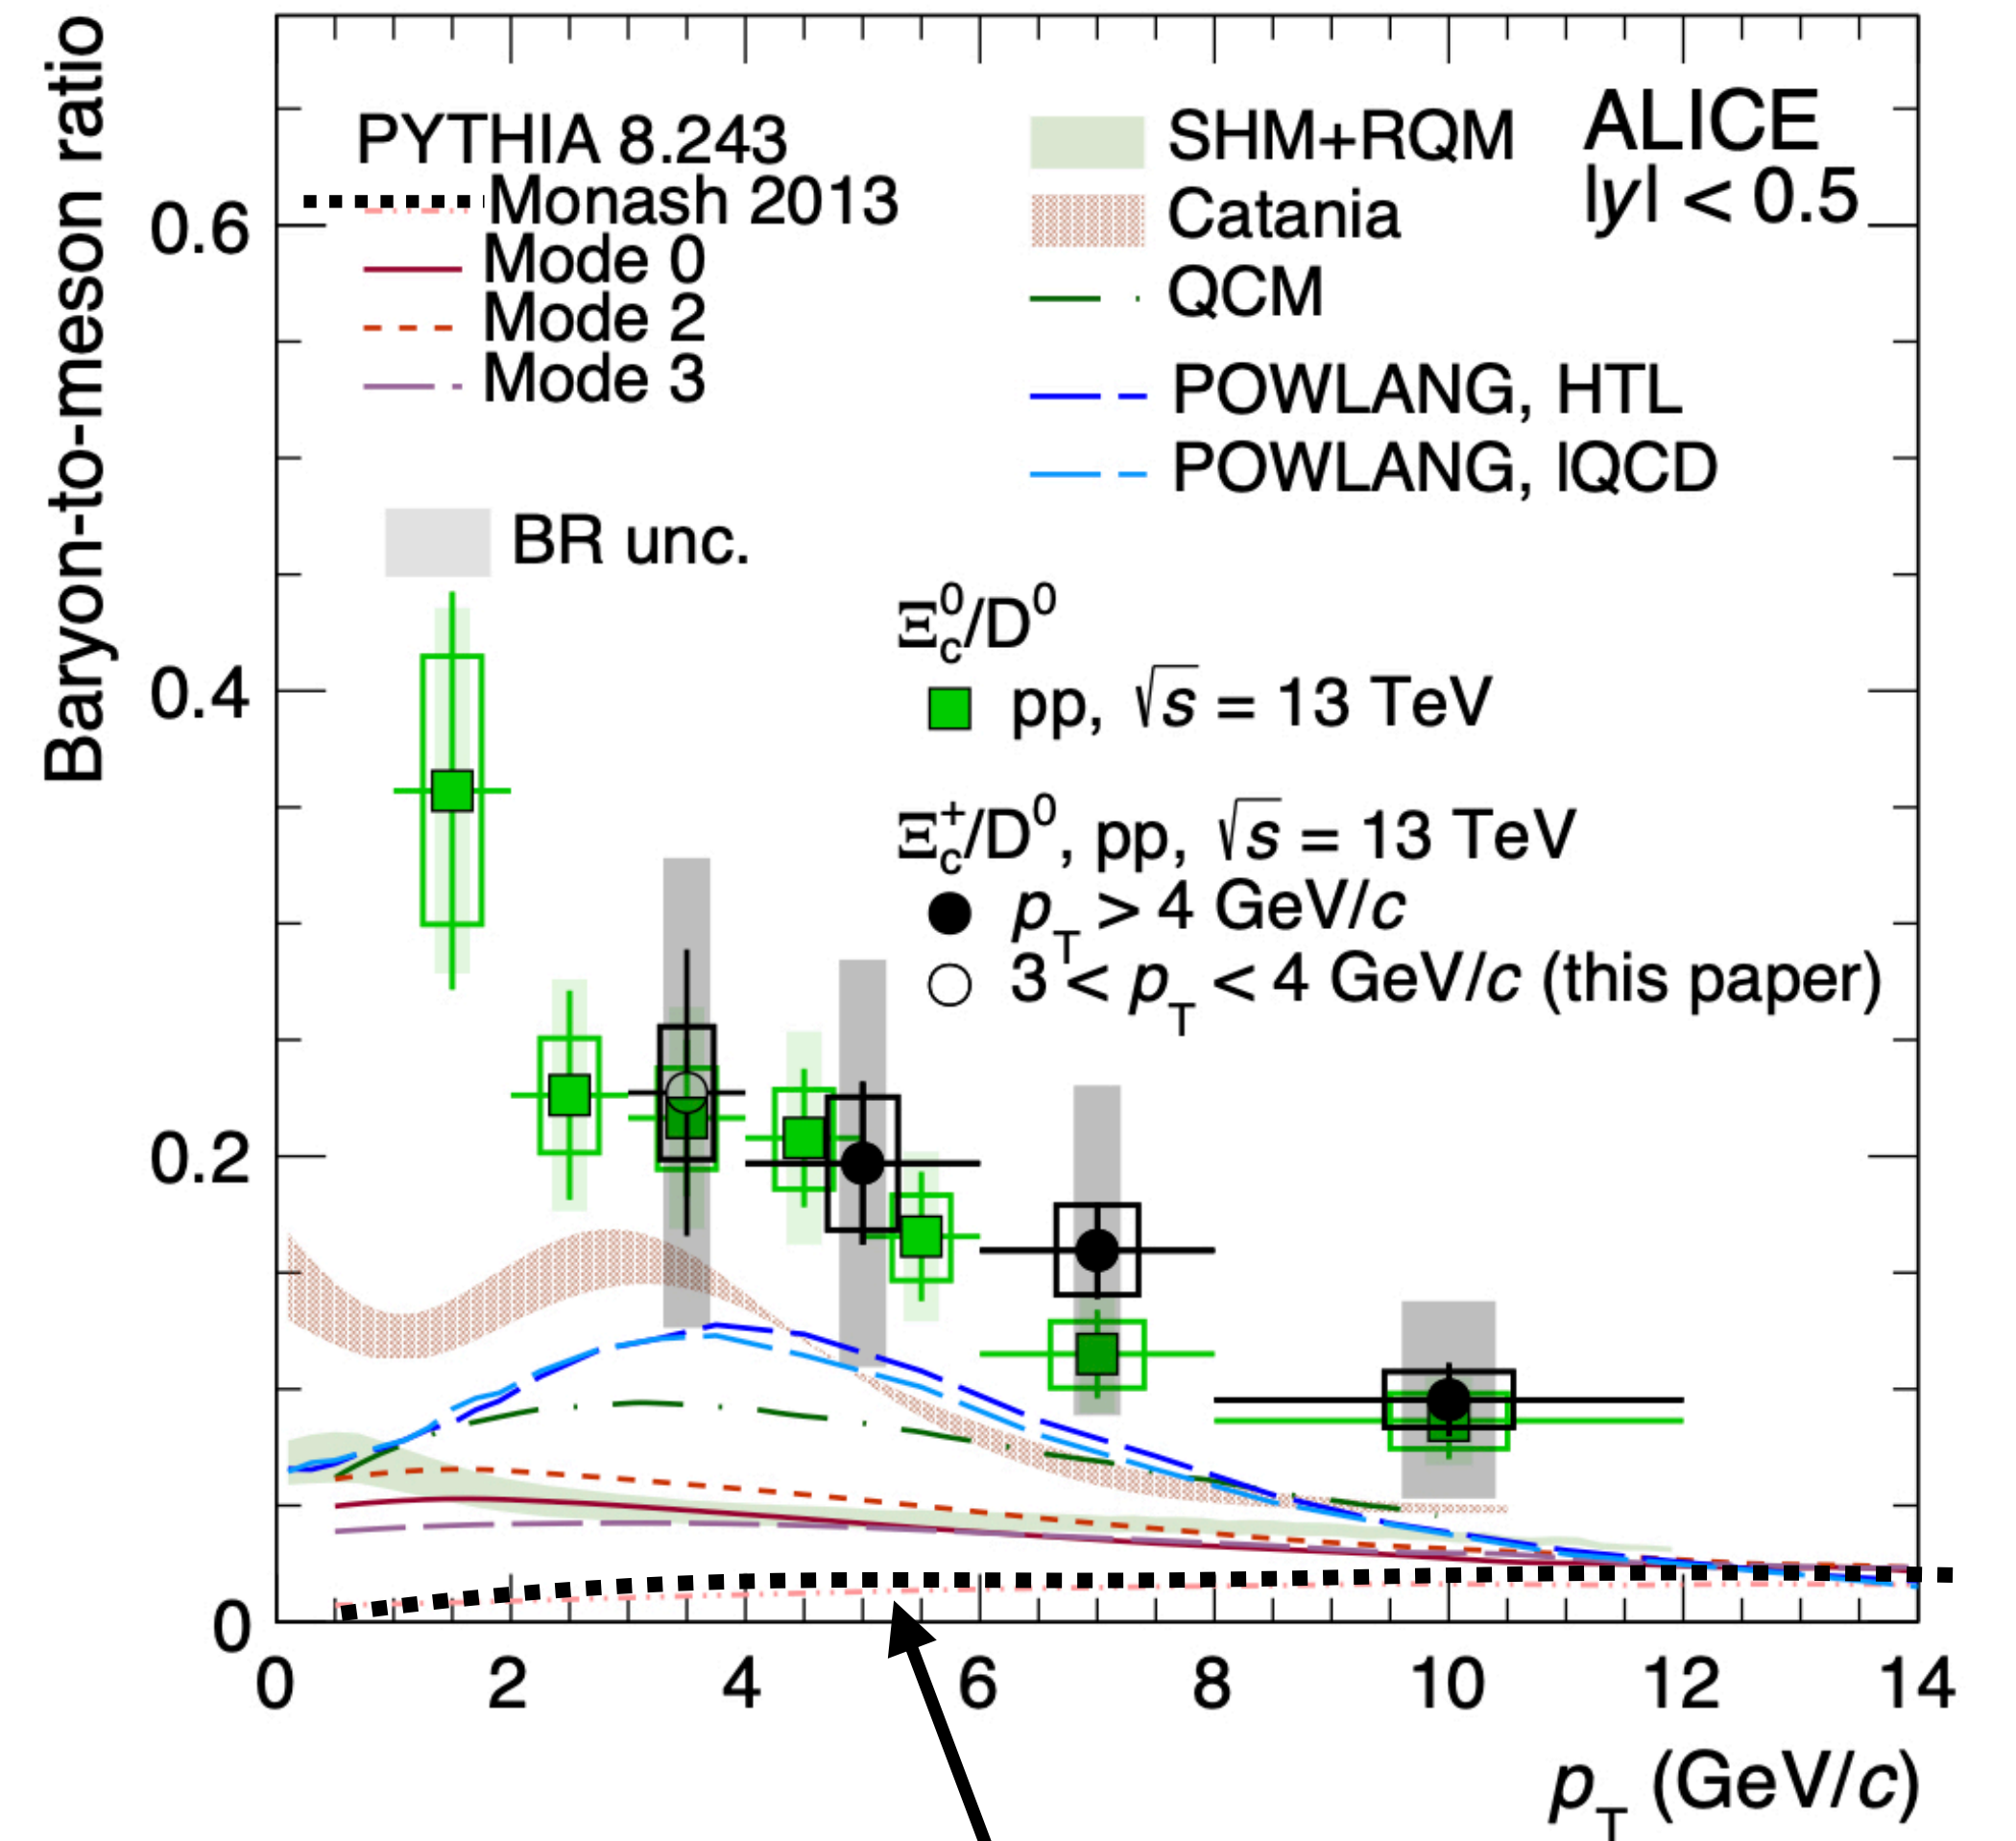 Baryon-to-meson ratio
PYTHIA 8.243
Monash 2013
Mode 0
Mode 2
Mode 3
BR unc.
SHM+RQM
Catania
QCM
POWLANG, HTL
POWLANG, lQCD
ALICE
|y| < 0.5
Ξc0/D0
pp, √s = 13 TeV
Ξc+/D0, pp, √s = 13 TeV
pT > 4 GeV/c
3 < pT < 4 GeV/c (this paper)
0.6
0.4
0.2
0
0 2 4 6 8 10 12 14
pT (GeV/c)